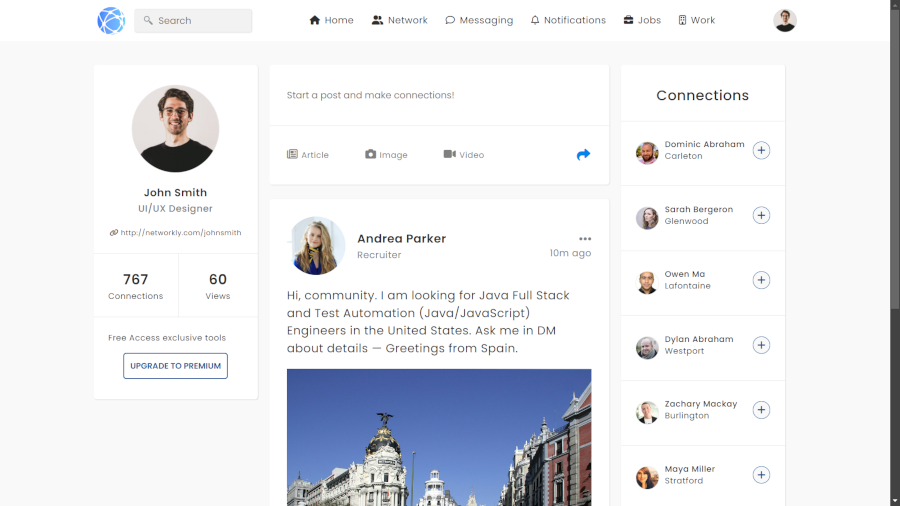 Search
Home
Network
Messaging
Notifications
Jobs
Work
John Smith
UI/UX Designer
http://networkly.com/johnsmith
767
Connections
60
Views
Free Access exclusive tools
UPGRADE TO PREMIUM
Start a post and make connections!
Article
Image
Video
Andrea Parker
Recruiter
10m ago
Hi, community. I am looking for Java Full Stack
and Test Automation (Java/JavaScript)
Engineers in the United States. Ask me in DM
about details — Greetings from Spain.
Connections
Dominic Abraham
Carleton
Sarah Bergeron
Glenwood
Owen Ma
Lafontaine
Dylan Abraham
Westport
Zachary Mackay
Burlington
Maya Miller
Stratford